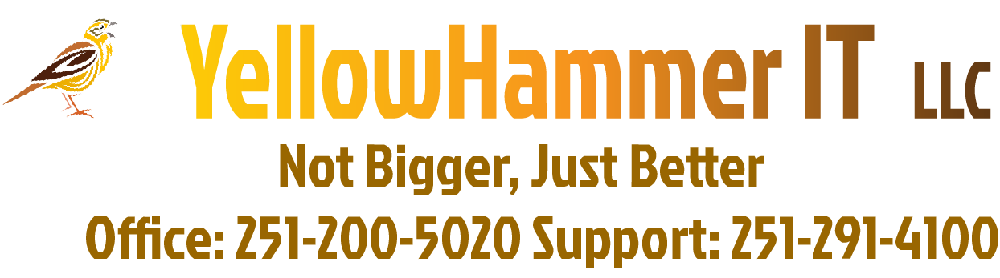 YellowHammer IT LLC
Not Bigger, Just Better
Office: 251-200-5020 Support: 251-291-4100